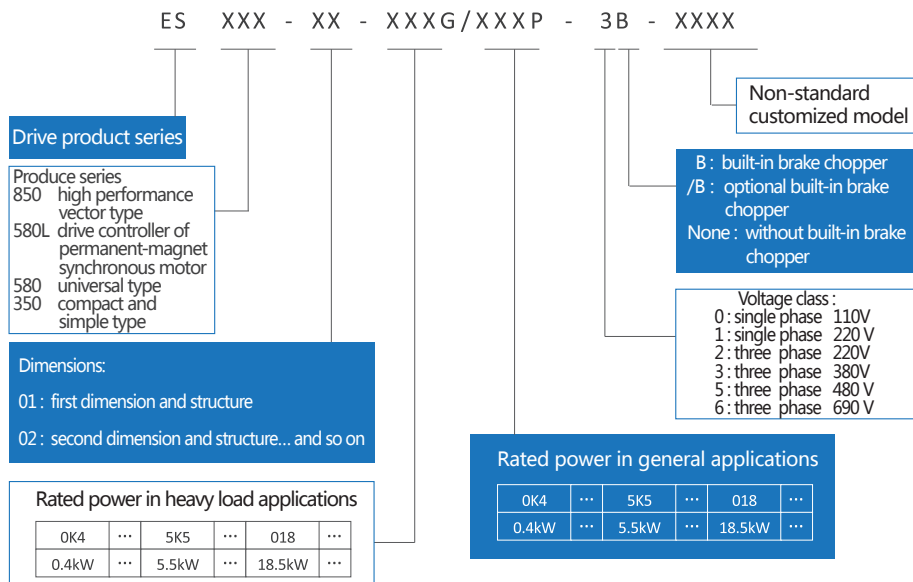 ES XXX - XX - XXXG/XXXP - 3B - XXXX
Drive product series
Produce series
850 high performance
vector type
580L drive controller of
permanent-magnet
synchronous motor
580 universal type
350 compact and
simple type
Dimensions:
01 : first dimension and structure
02 : second dimension and structure... and so on
Rated power in heavy load applications
0K4 ... 5K5 ... 018 ...
0.4kW ... 5.5kW ... 18.5kW ...
Non-standard
customized model
B : built-in brake chopper
/B : optional built-in brake
chopper
None : without built-in brake
chopper
Voltage class :
0 : single phase 110V
1 : single phase 220 V
2 : three phase 220V
3 : three phase 380V
5 : three phase 480 V
6 : three phase 690 V
Rated power in general applications
0K4 ... 5K5 ... 018 ...
0.4kW ... 5.5kW ... 18.5kW ...